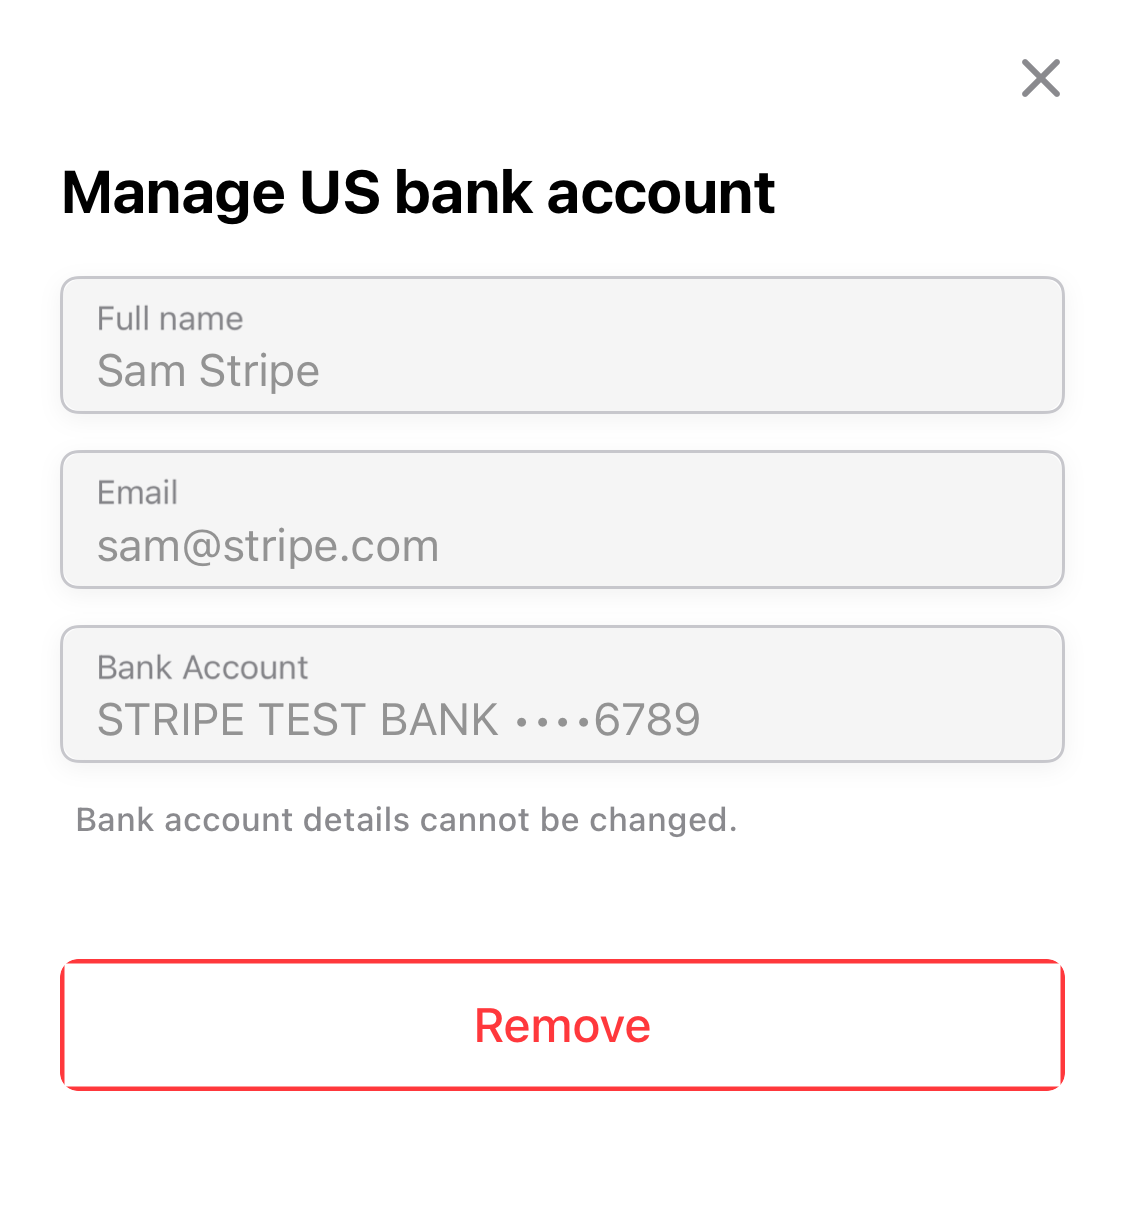 Manage US bank account
Full name
Sam Stripe
Email
sam@stripe.com
Bank Account
STRIPE TEST BANK ••••6789
Bank account details cannot be changed.
Remove